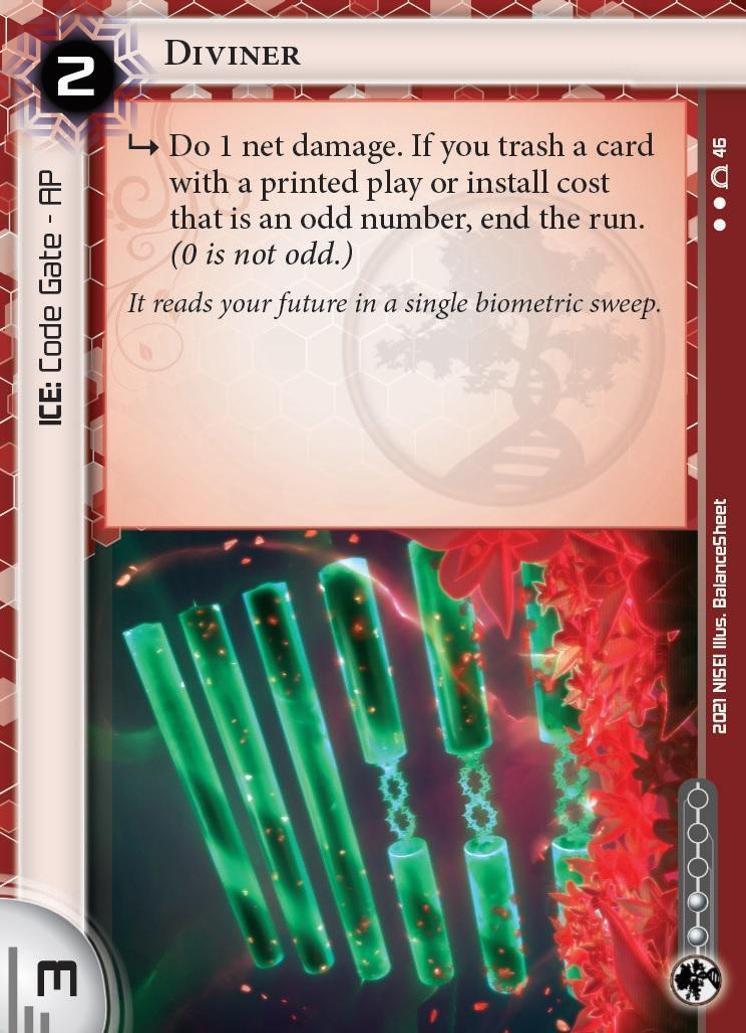 2
DIVINER
↳ Do 1 net damage. If you trash a card
with a printed play or install cost
that is an odd number, end the run.
(0 is not odd.)
It reads your future in a single biometric sweep.
ICE: Code Gate - AP
46
2021 NISEI Illus. BalanceSheet
3